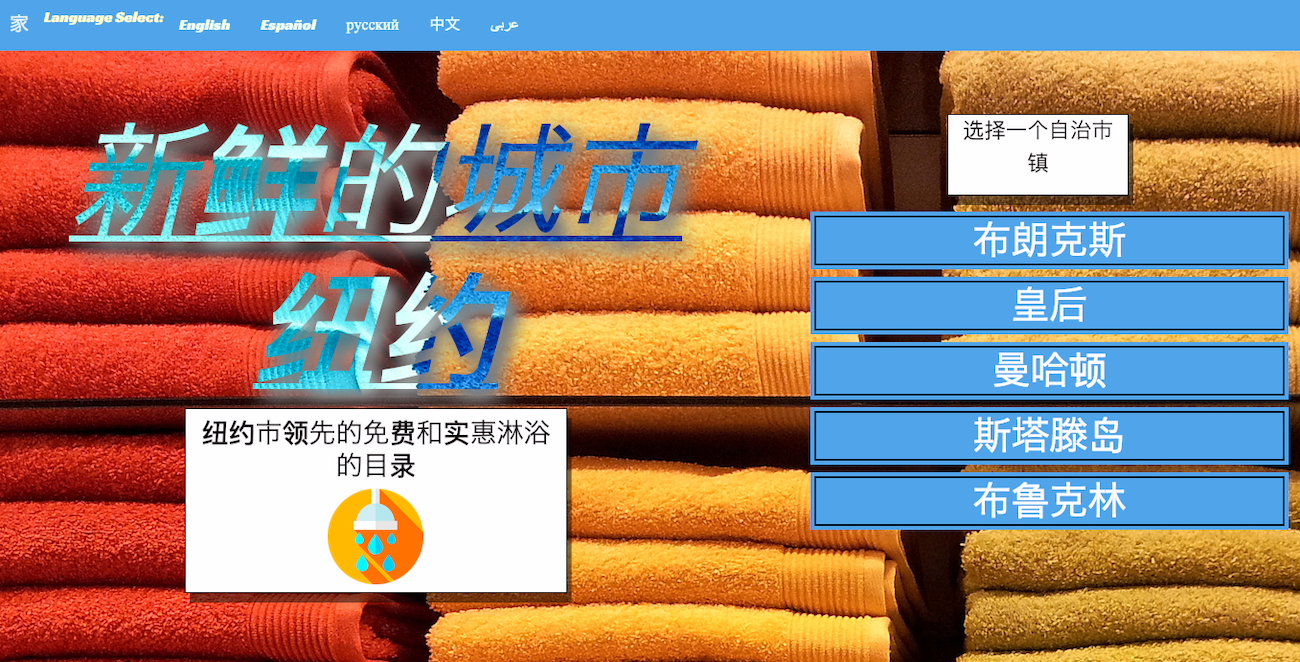 家 Language Select: English Español русский 中文 عربى
新鲜的城市
纽约
纽约市领先的免费和实惠淋浴
的目录
选择一个自治市
镇
布朗克斯
皇后
曼哈顿
斯塔滕岛
布鲁克林